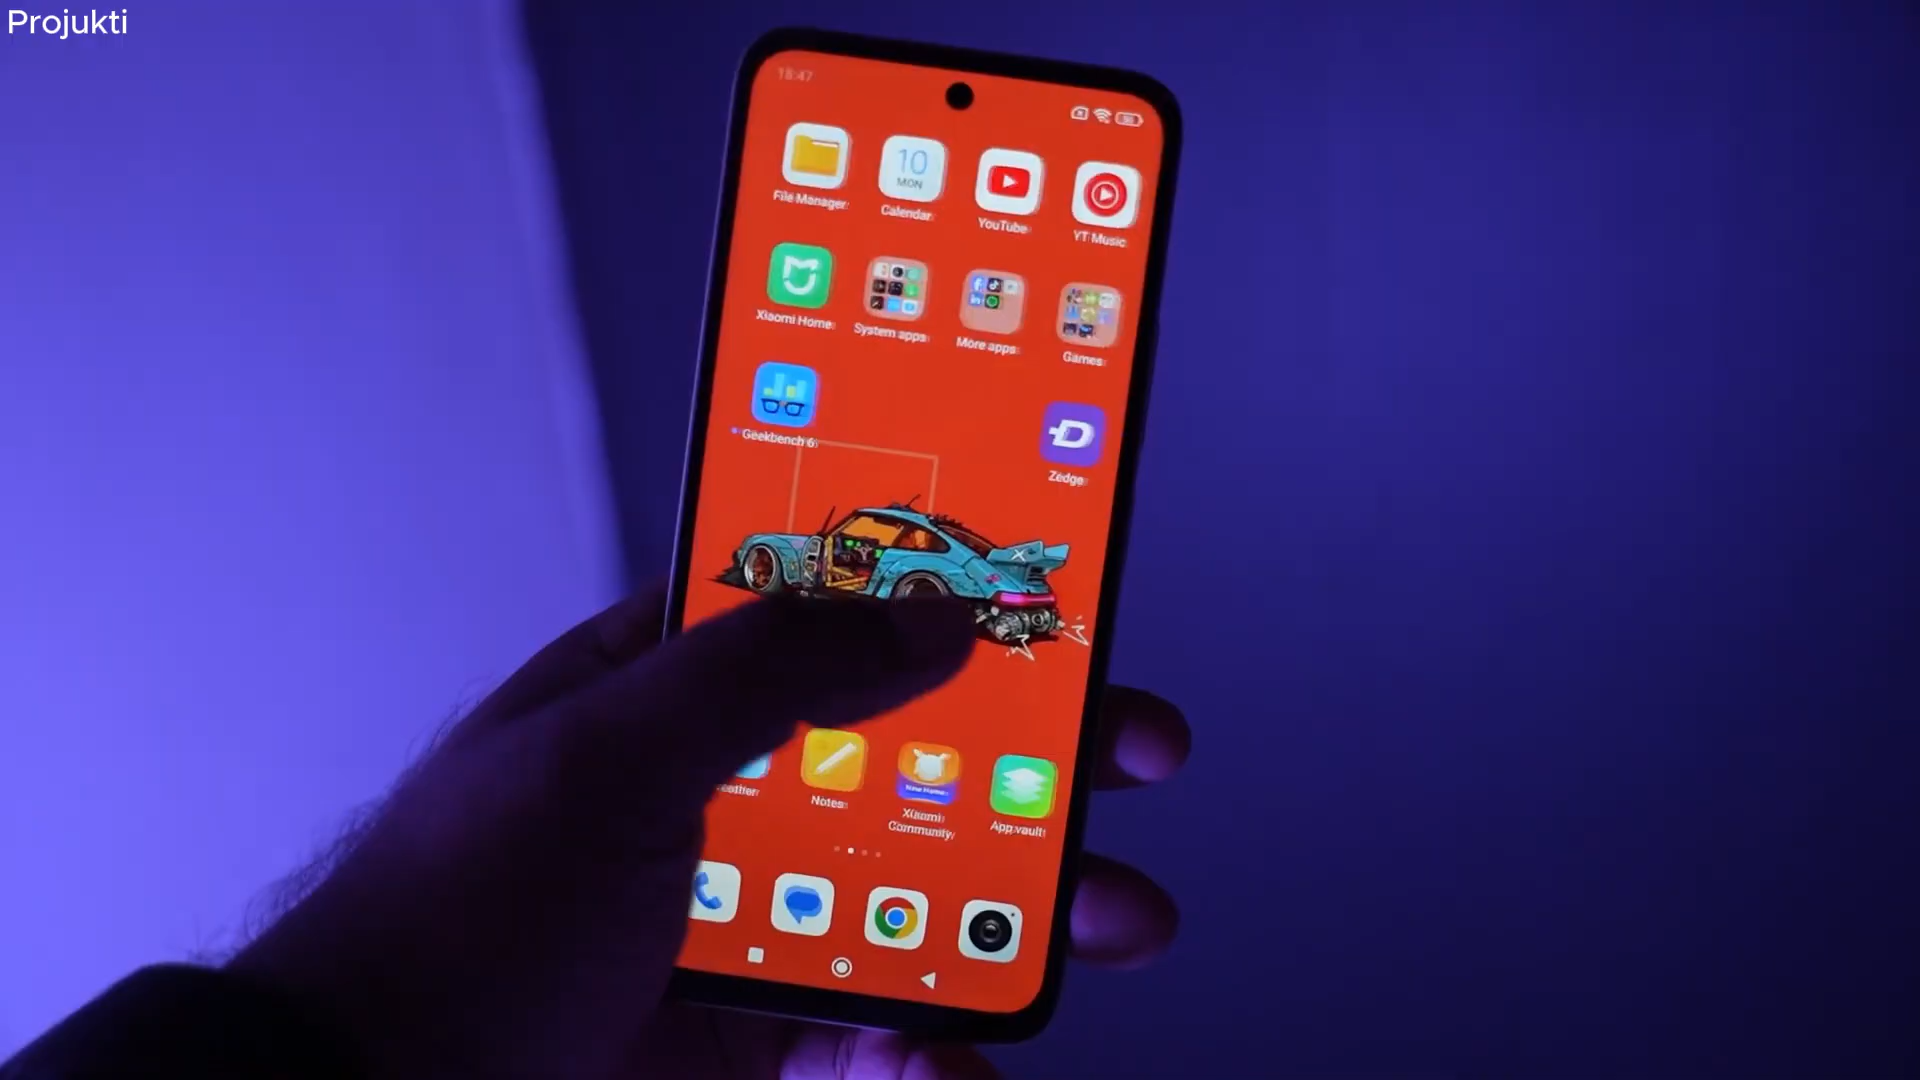 Projukti
18:47
File Manager
10
MON
Calendar
YouTube
YT Music
Xiaomi Home
System apps
More apps
Games
Geekbench 6
Zedge
eather
Notes
Xiaomi
Community
App vault